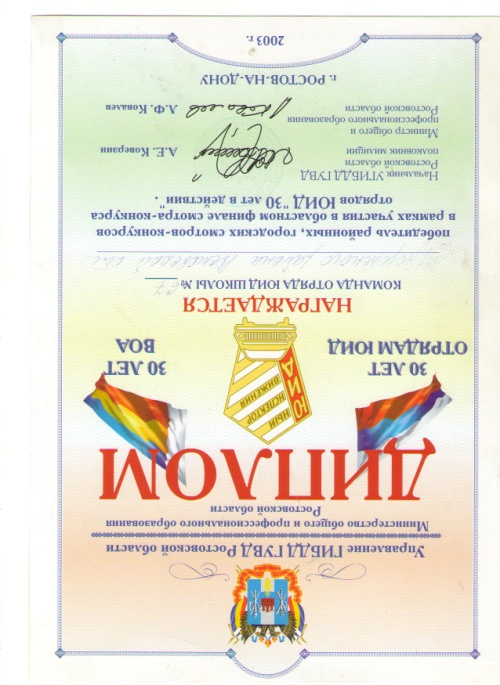 Управление ГИБДД ГУВД Ростовской области
Министерство общего и профессионального образования
Ростовской области
ДИПЛОМ
30 ЛЕТ
ОТРЯДАМ ЮИД
ЮИД
ЮНЫЙ
ИНСПЕКТОР
ДВИЖЕНИЯ
30 ЛЕТ
ВОА
НАГРАЖДАЕТСЯ
КОМАНДА ОТРЯДА ЮИД ШКОЛЫ №
района
победитель районных, городских смотров-конкурсов
в рамках участия в областном финале смотра-конкурса
отрядов ЮИД "30 лет в действии".
Начальник УГИБДД ГУВД
Ростовской области
полковник милиции
А.Е. Коверзин
Министр общего и
профессионального образования
Ростовской области
Л.Ф. Ковалев
г. РОСТОВ-НА-ДОНУ
2003 г.